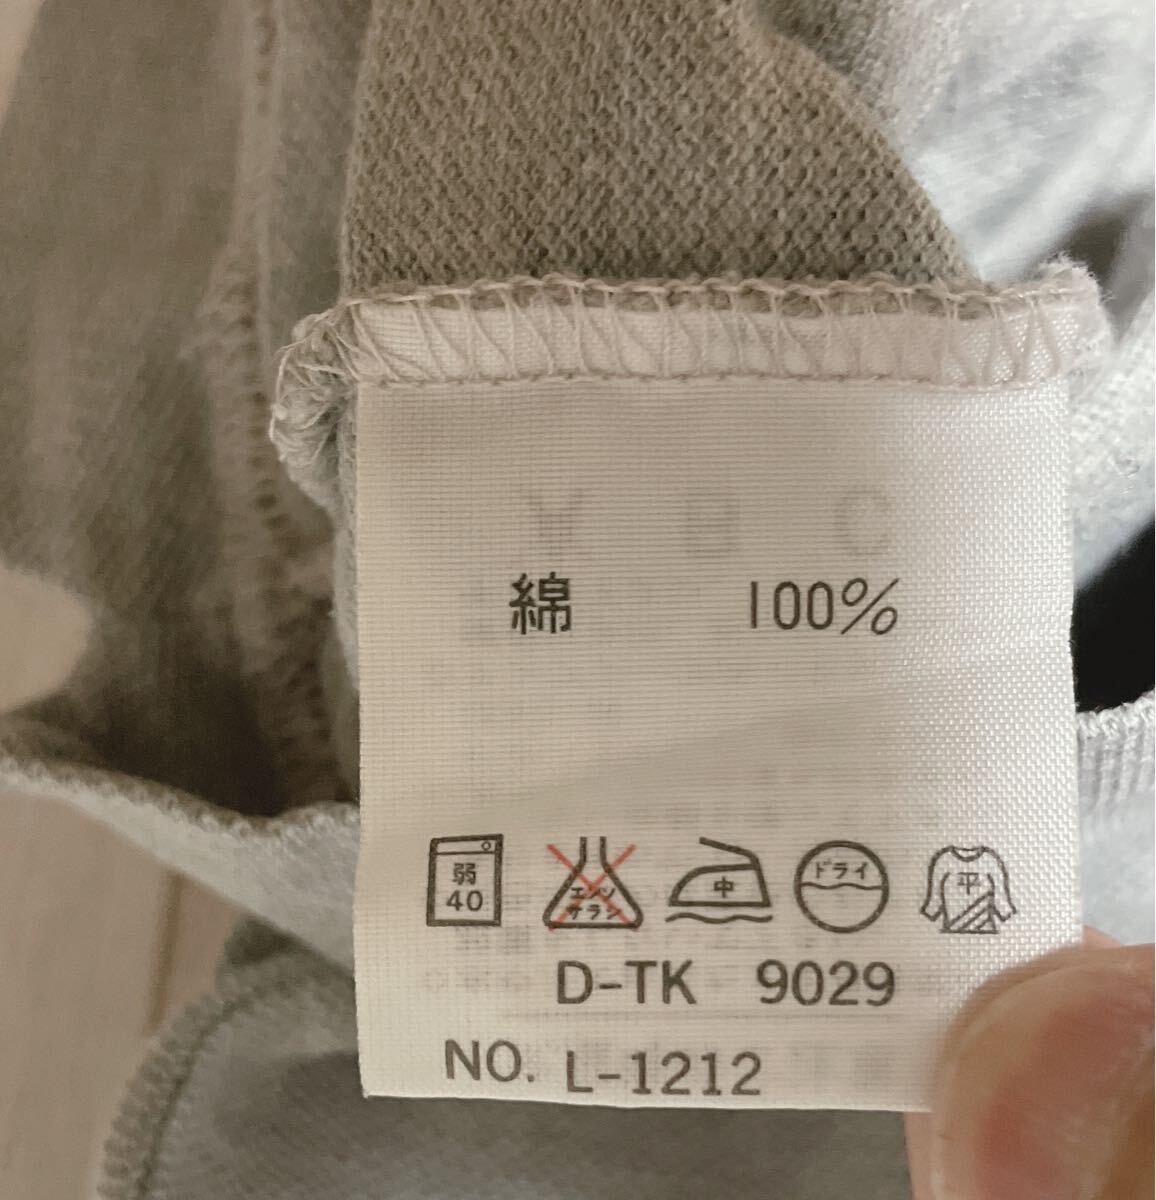 綿 100%
弱 40 エンソ サラシ 中 ドライ 平
D-TK 9029
NO. L-1212